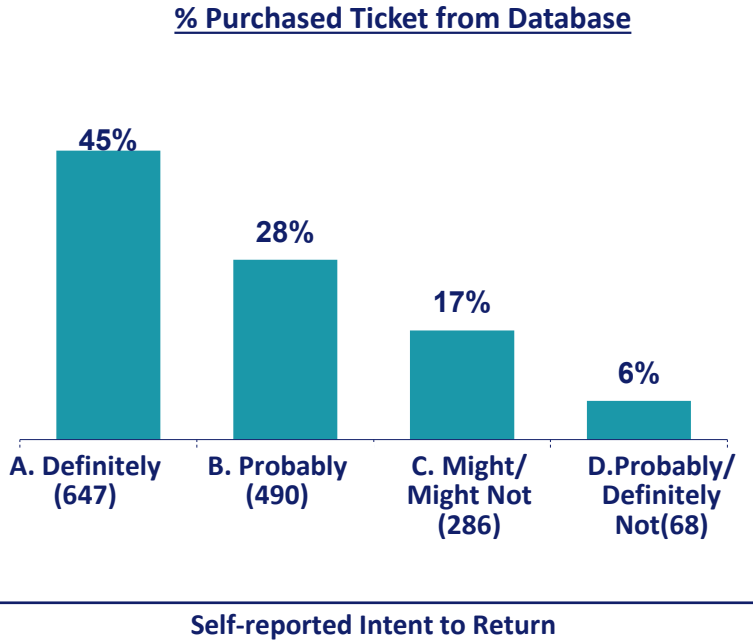 % Purchased Ticket from Database
45%
28%
17%
6%
A. Definitely
(647)
B. Probably
(490)
C. Might/
Might Not
(286)
D.Probably/
Definitely
Not(68)
Self-reported Intent to Return